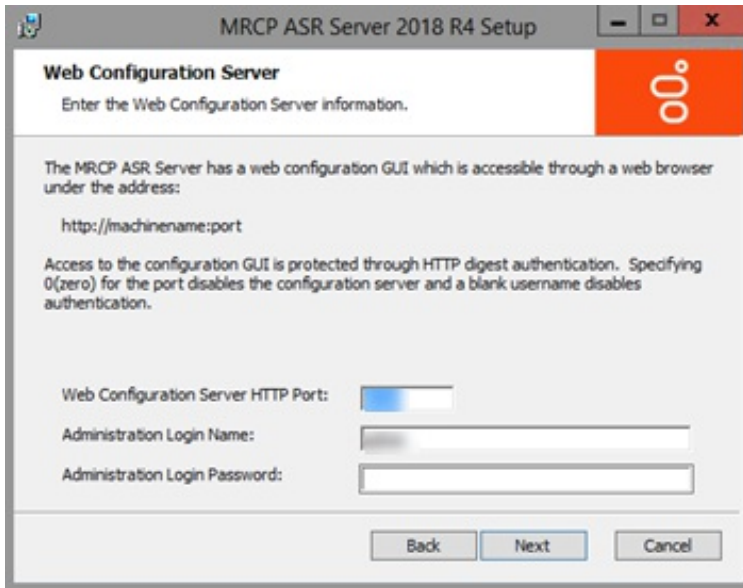 MRCP ASR Server 2018 R4 Setup
Web Configuration Server
Enter the Web Configuration Server information.
The MRCP ASR Server has a web configuration GUI which is accessible through a web browser
under the address:
http://machinename:port
Access to the configuration GUI is protected through HTTP digest authentication. Specifying
0(zero) for the port disables the configuration server and a blank username disables
authentication.
Web Configuration Server HTTP Port:
Administration Login Name:
Administration Login Password:
Back Next Cancel